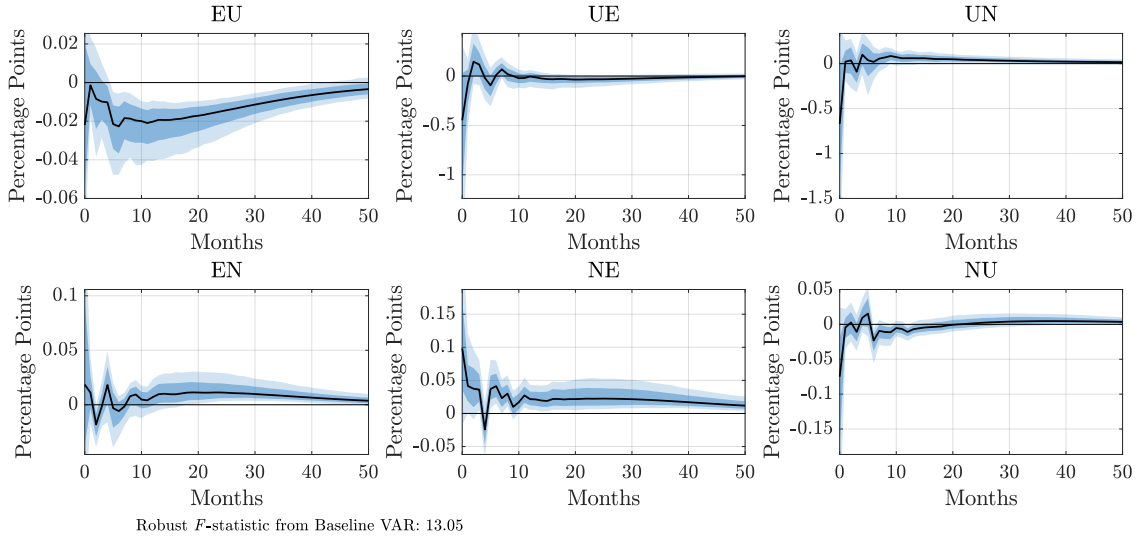 EU
UE
UN
Percentage Points
0.02
0
-0.02
-0.04
-0.06
0 10 20 30 40 50
Months
Percentage Points
0
-0.5
-1
0 10 20 30 40 50
Months
Percentage Points
0
-0.5
-1
-1.5
0 10 20 30 40 50
Months
EN
NE
NU
Percentage Points
0.1
0.05
0
0 10 20 30 40 50
Months
Percentage Points
0.15
0.1
0.05
0
-0.05
0 10 20 30 40 50
Months
Percentage Points
0.05
0
-0.05
-0.1
-0.15
0 10 20 30 40 50
Months
Robust F-statistic from Baseline VAR: 13.05